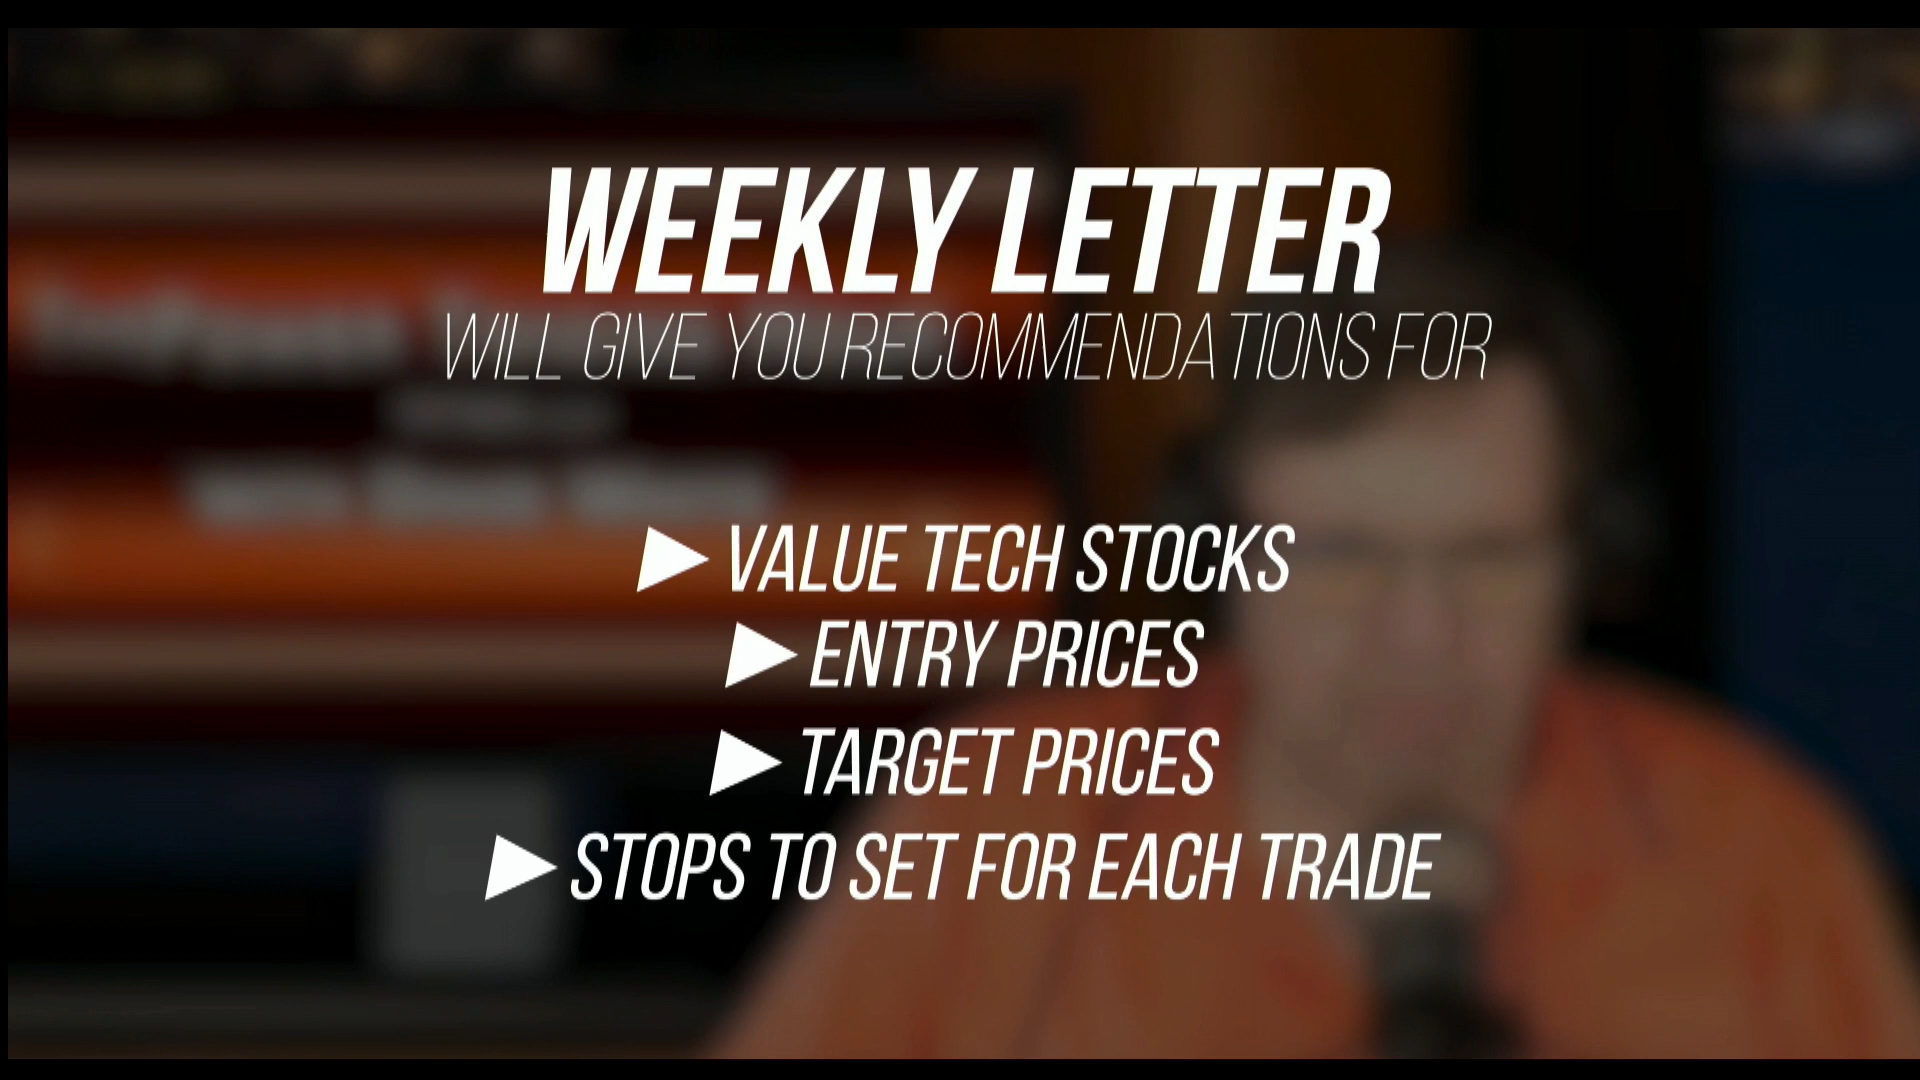 WEEKLY LETTER
WILL GIVE YOU RECOMMENDATIONS FOR
▶ VALUE TECH STOCKS
▶ ENTRY PRICES
▶ TARGET PRICES
▶ STOPS TO SET FOR EACH TRADE